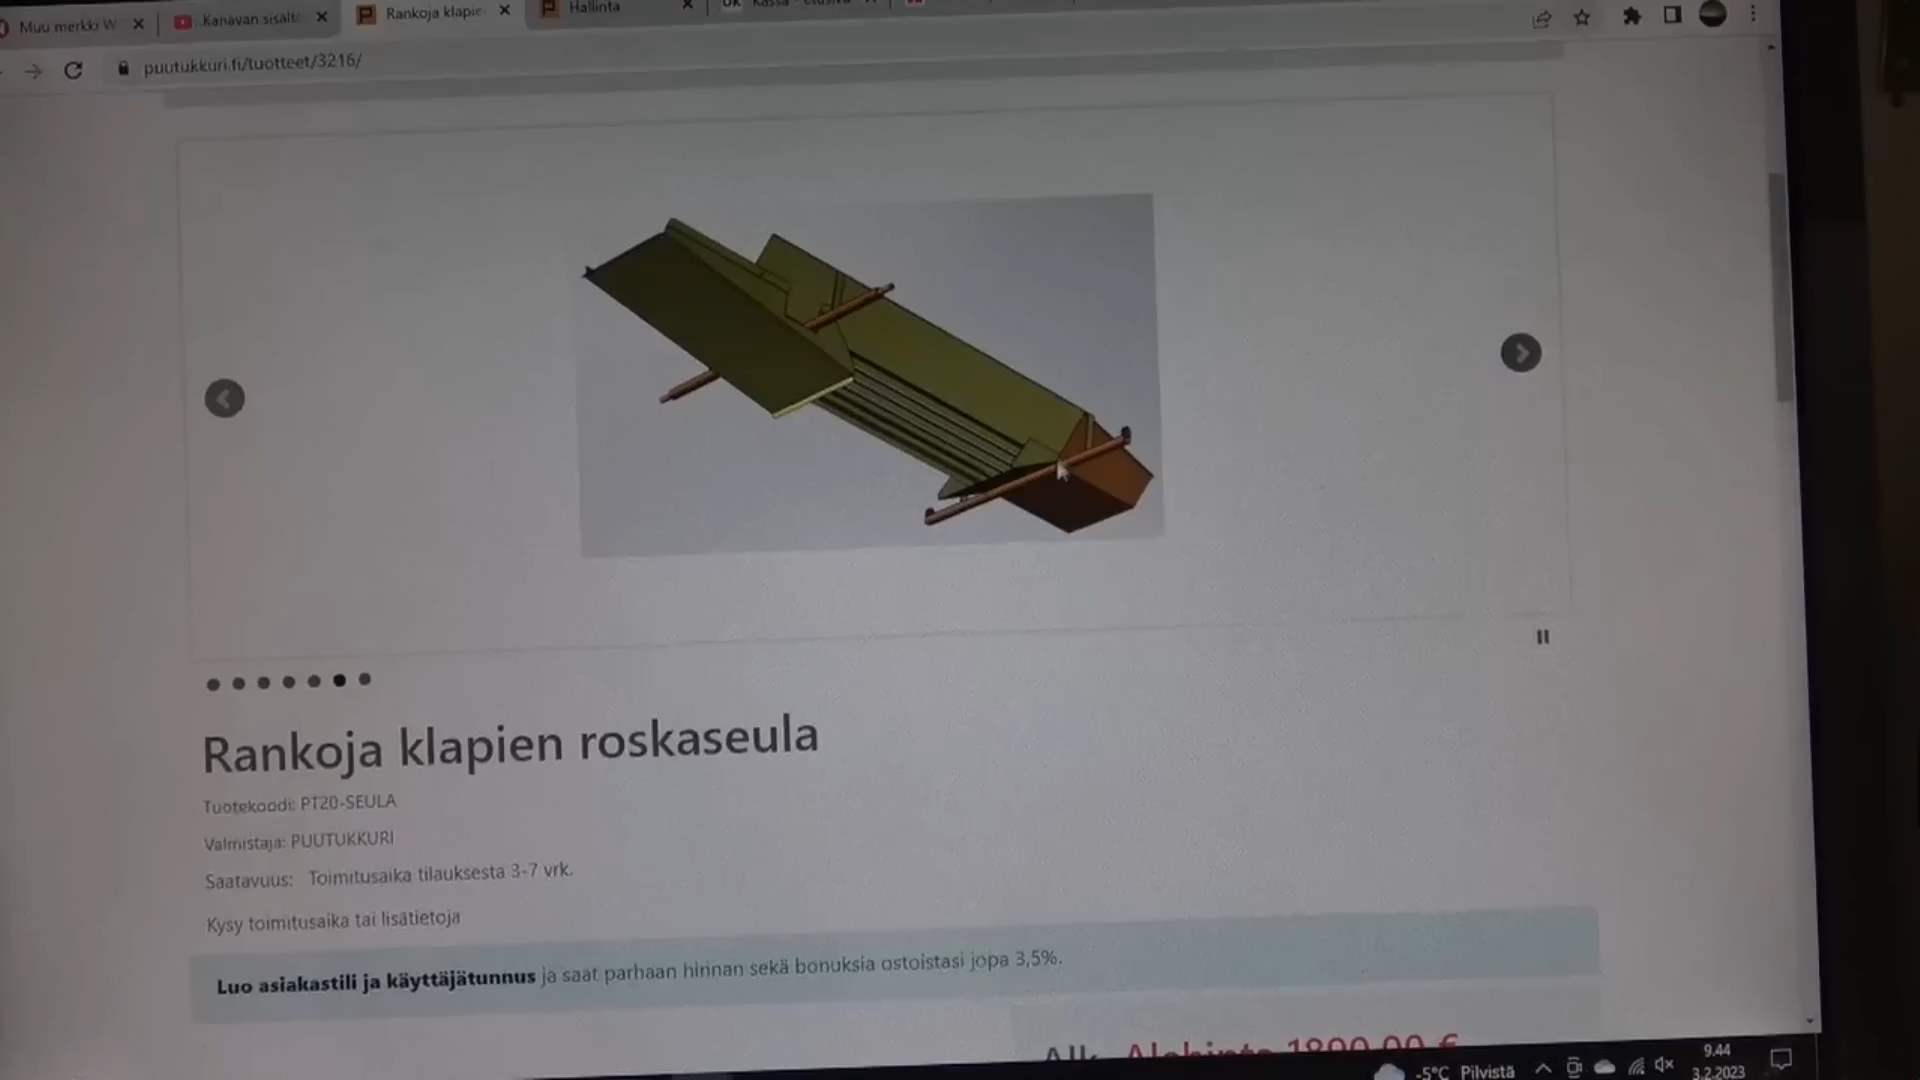 Muu merkki W
Kanavan sisältö
Rankoja klapie
Hallinta
puutukkuri.fi/tuotteet/3216/
Rankoja klapien roskaseula
Tuotekoodi: PT20-SEULA
Valmistaja: PUUTUKKURI
Saatavuus: Toimitusaika tilauksesta 3-7 vrk.
Kysy toimitusaika tai lisätietoja
Luo asiakastili ja käyttäjätunnus ja saat parhaan hinnan sekä bonuksia ostoistasi jopa 3,5%.
-5°C Pilvistä
9.44
3.2.2023